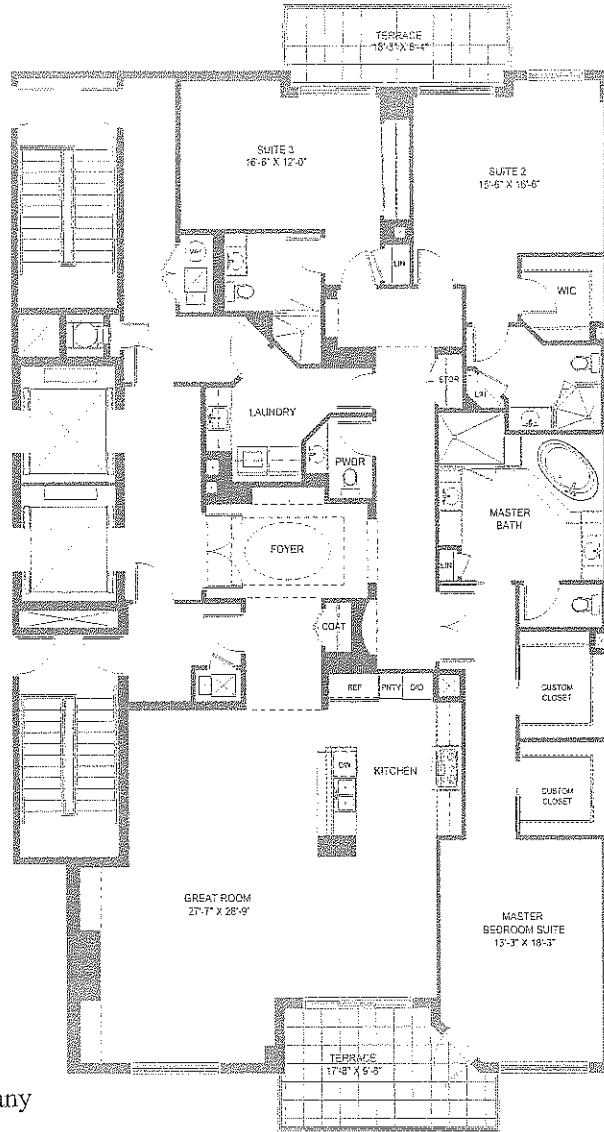 TERRACE
SUITE 3
16'-6" X 12'-0"
SUITE 2
15'-6" X 16'-6"
LIN
WIC
STOR
LIN
LAUNDRY
PWDR
MASTER
BATH
FOYER
LIN
COAT
REF
PNTY
D/O
CUSTOM
CLOSET
DW
KITCHEN
CUSTOM
CLOSET
GREAT ROOM
27'-7" X 28'-9"
MASTER
BEDROOM SUITE
13'-3" X 18'-3"
TERRACE
any